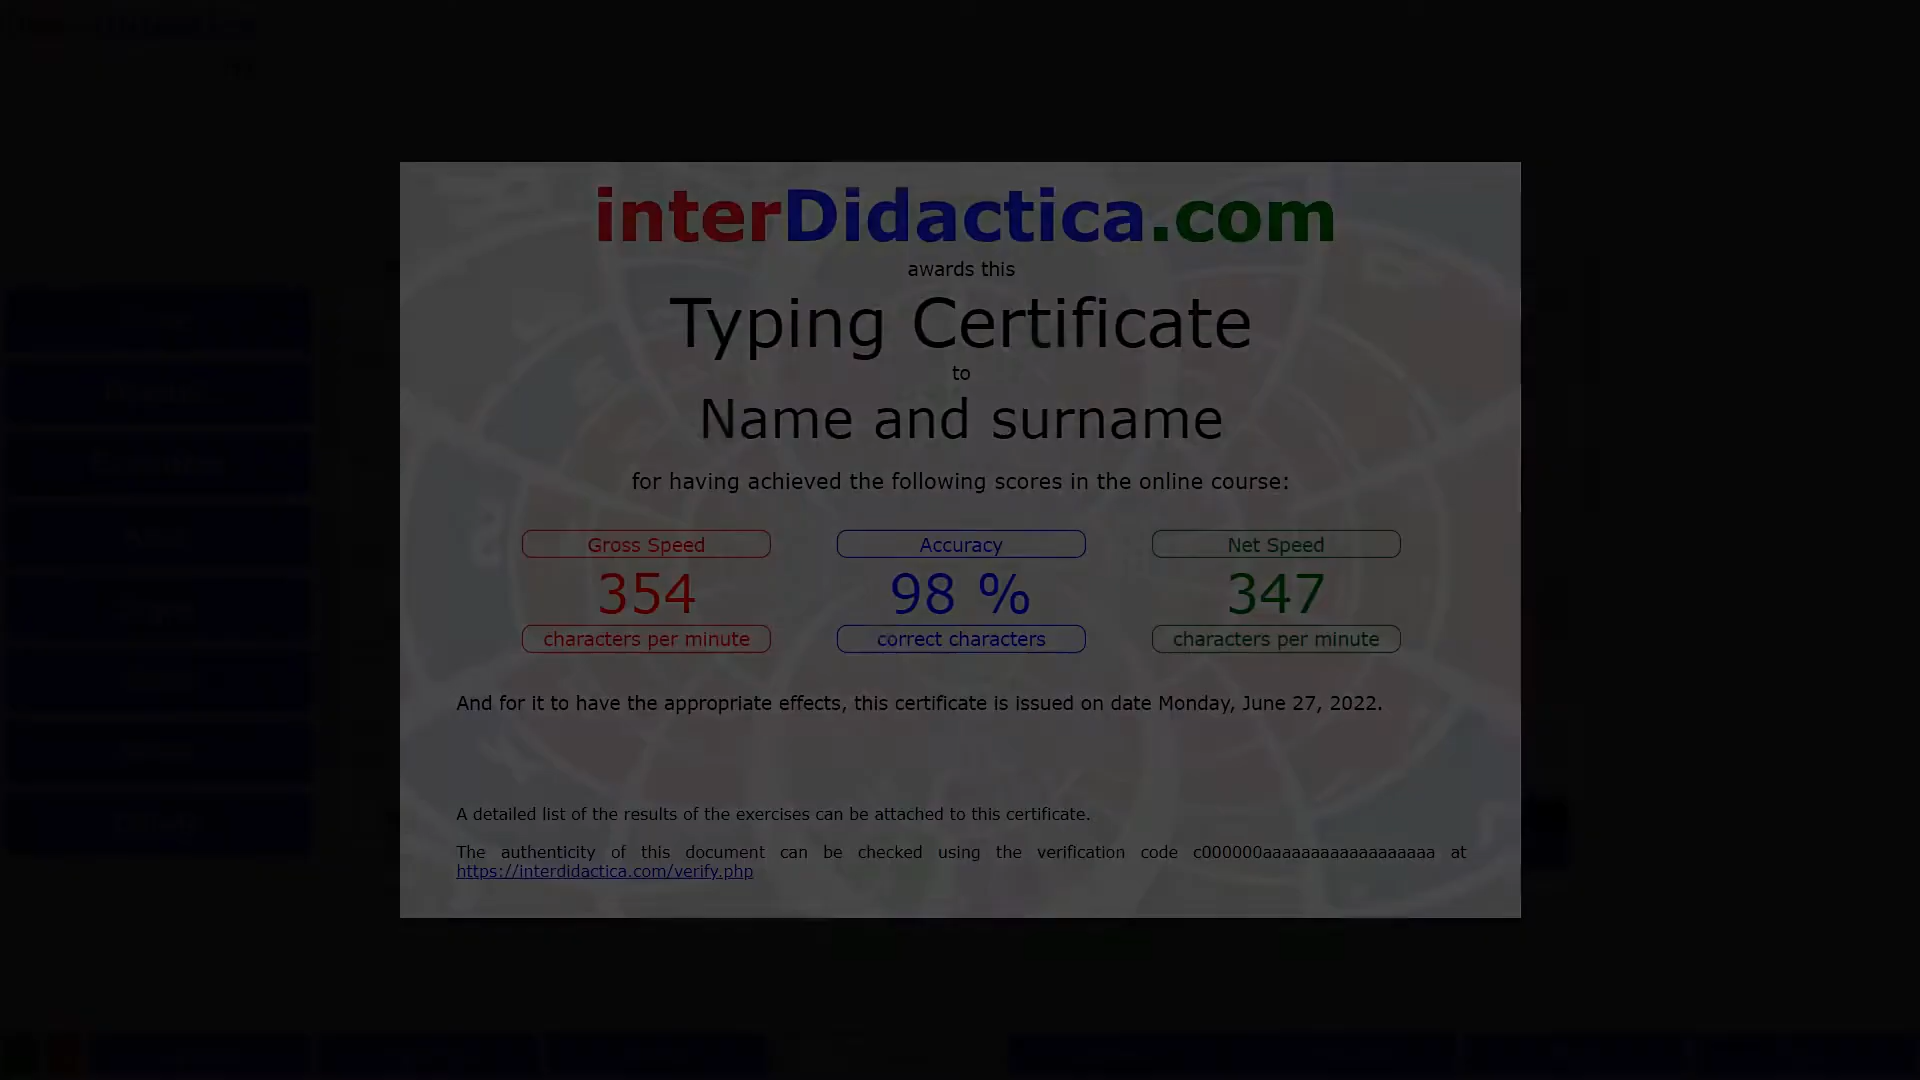 interDidactica.com
awards this
Typing Certificate
to
Name and surname
for having achieved the following scores in the online course:
Gross Speed Accuracy Net Speed
354 98 % 347
characters per minute correct characters characters per minute
And for it to have the appropriate effects, this certificate is issued on date Monday, June 27, 2022.
A detailed list of the results of the exercises can be attached to this certificate.
The authenticity of this document can be checked using the verification code c000000aaaaaaaaaaaaaaaaaa at
https://interdidactica.com/verify.php